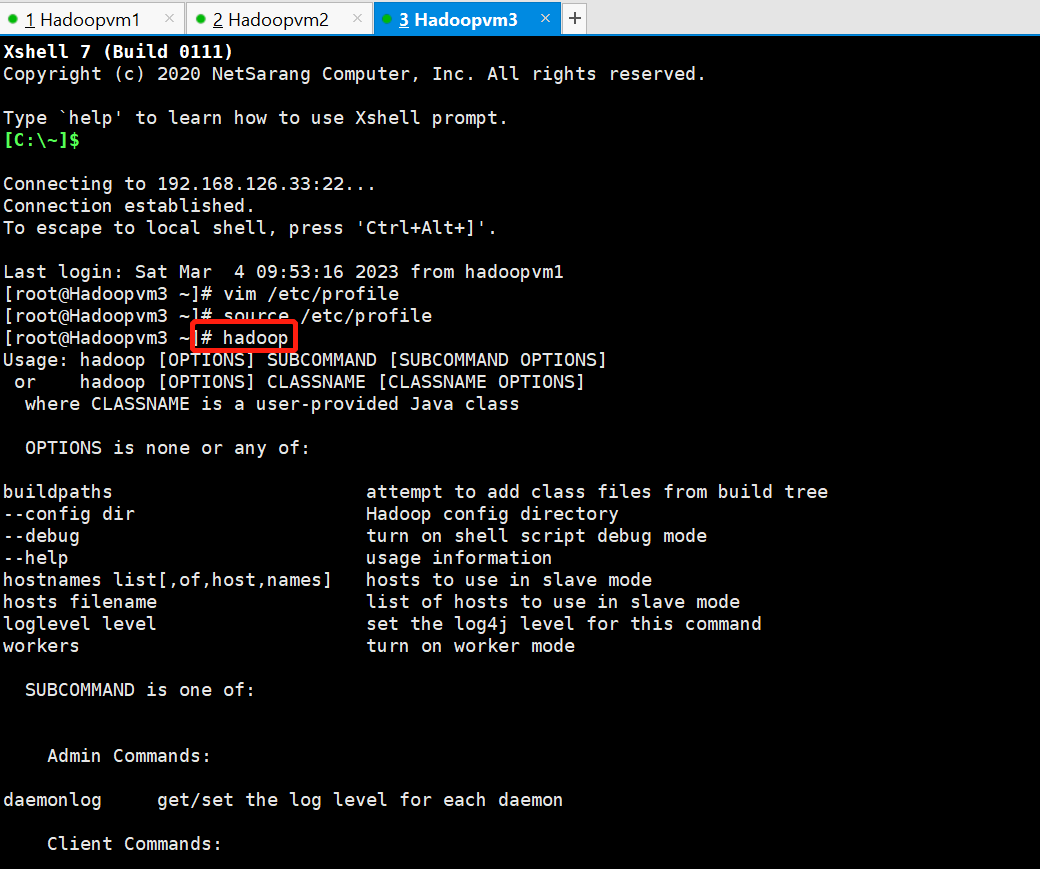 1 Hadoopvm1 × 2 Hadoopvm2 × 3 Hadoopvm3 × +
Xshell 7 (Build 0111)
Copyright (c) 2020 NetSarang Computer, Inc. All rights reserved.
Type `help' to learn how to use Xshell prompt.
[C:\~]$
Connecting to 192.168.126.33:22...
Connection established.
To escape to local shell, press 'Ctrl+Alt+]'.
Last login: Sat Mar  4 09:53:16 2023 from hadoopvm1
[root@Hadoopvm3 ~]# vim /etc/profile
[root@Hadoopvm3 ~]# source /etc/profile
[root@Hadoopvm3 ~]# hadoop
Usage: hadoop [OPTIONS] SUBCOMMAND [SUBCOMMAND OPTIONS]
 or    hadoop [OPTIONS] CLASSNAME [CLASSNAME OPTIONS]
  where CLASSNAME is a user-provided Java class
  OPTIONS is none or any of:
buildpaths                       attempt to add class files from build tree
--config dir                     Hadoop config directory
--debug                          turn on shell script debug mode
--help                           usage information
hostnames list[,of,host,names]   hosts to use in slave mode
hosts filename                   list of hosts to use in slave mode
loglevel level                   set the log4j level for this command
workers                          turn on worker mode
  SUBCOMMAND is one of:
    Admin Commands:
daemonlog     get/set the log level for each daemon
    Client Commands: